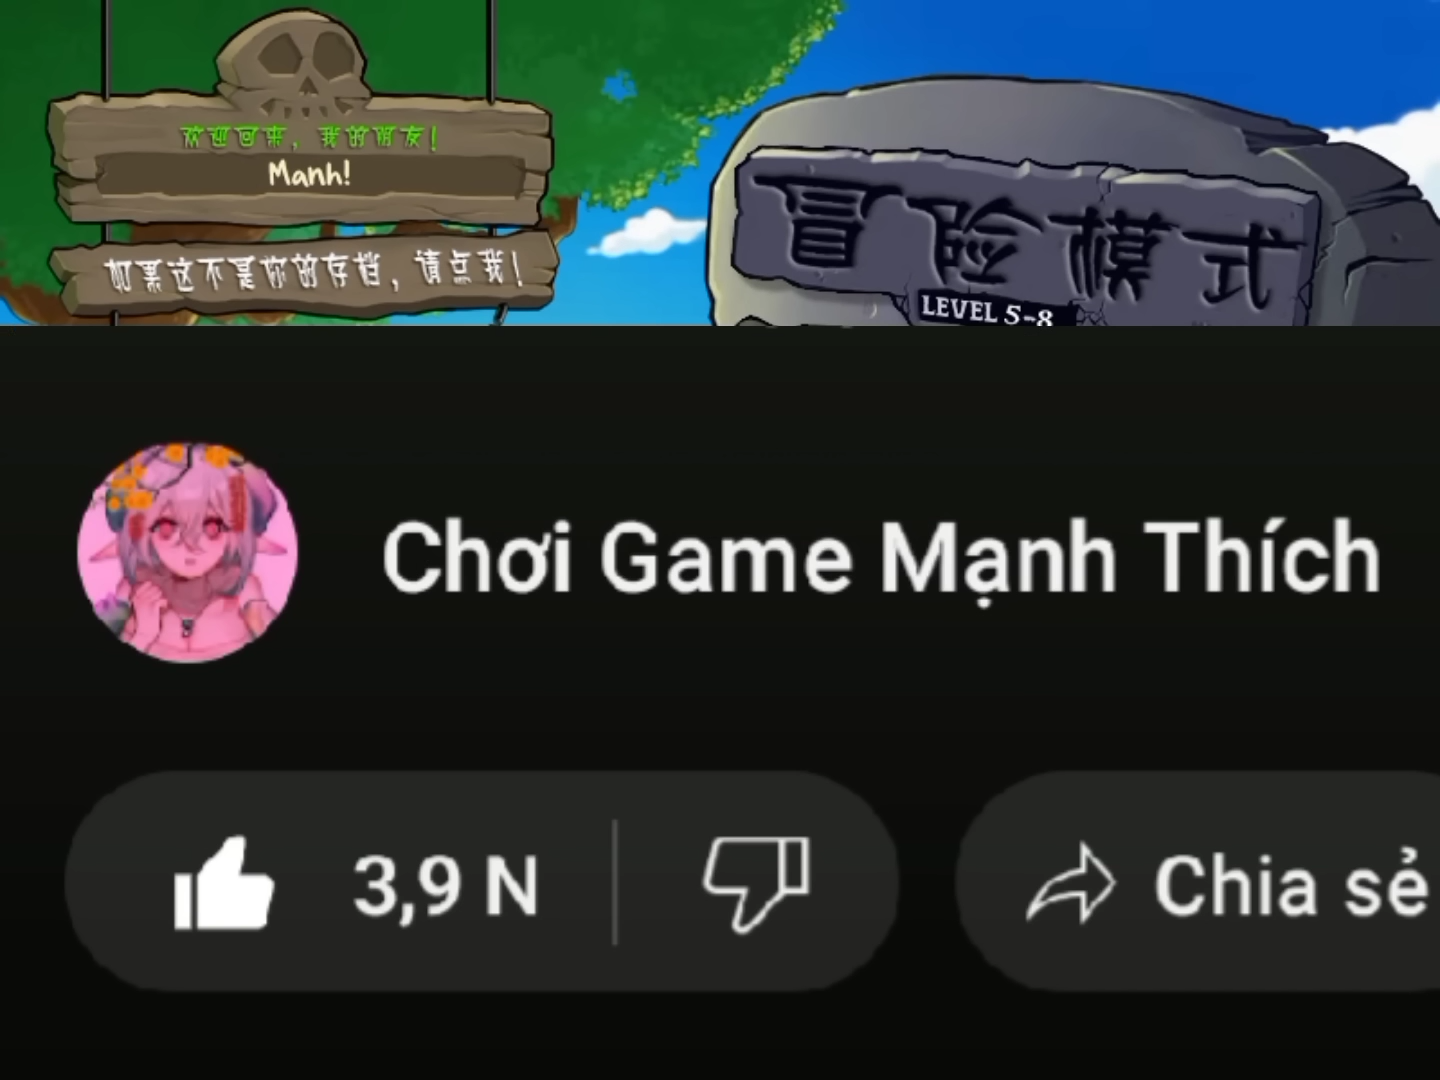 欢迎回来，我的朋友！
Manh!
如果这不是你的存档，请点我！
冒险模式
LEVEL 5-8
Chơi Game Mạnh Thích
3,9 N
Chia sẻ